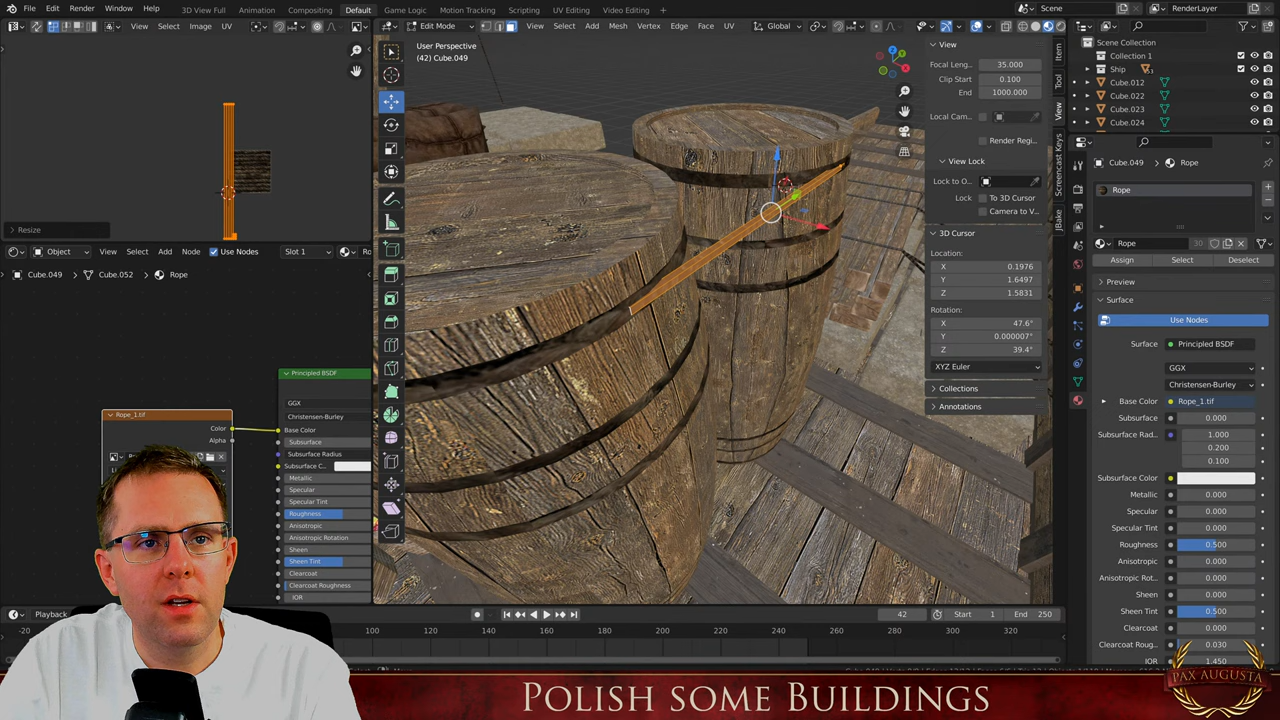 File Edit Render Window Help
3D View Full Animation Compositing Default Game Logic Motion Tracking Scripting UV Editing Video Editing
Scene
RenderLayer
View Select Image UV
Edit Mode
View Select Add Mesh Vertex Edge Face UV
Global
User Perspective
(42) Cube.049
Resize
Object
View Select Add Node
Use Nodes
Slot 1
Cube.049
Cube.052
Rope
Rope_1.tif
Color
Alpha
Principled BSDF
GGX
Christensen-Burley
Base Color
Subsurface
Subsurface Radius
Subsurface C...
Metallic
Specular
Specular Tint
Roughness
Anisotropic
Anisotropic Rotation
Sheen
Sheen Tint
Clearcoat
Clearcoat Roughness
IOR
View
Focal Leng... 35.000
Clip Start 0.100
End 1000.000
Local Cam...
Render Regi...
View Lock
Lock to O...
Lock To 3D Cursor
Camera to V...
3D Cursor
Location:
X 0.1976
Y 1.6497
Z 1.5831
Rotation:
X 47.6°
Y 0.000007°
Z 39.4°
XYZ Euler
Collections
Annotations
Item
Tool
View
Screencast Keys
JBake
Scene Collection
Collection 1
Ship
Cube.012
Cube.022
Cube.023
Cube.024
Cube.049
Rope
Rope
Rope 30
Assign Select Deselect
Preview
Surface
Use Nodes
Surface Principled BSDF
GGX
Christensen-Burley
Base Color Rope_1.tif
Subsurface 0.000
Subsurface Rad... 1.000
0.200
0.100
Subsurface Color
Metallic 0.000
Specular 0.000
Specular Tint 0.000
Roughness 0.500
Anisotropic 0.000
Anisotropic Rot... 0.000
Sheen 0.000
Sheen Tint 0.500
Clearcoat 0.000
Clearcoat Roug... 0.030
IOR 1.450
Playback
42
Start 1
End 250
-20 100 120 140 160 180 200 220 240 260 280 300 320
Polish some Buildings
PAX AUGUSTA